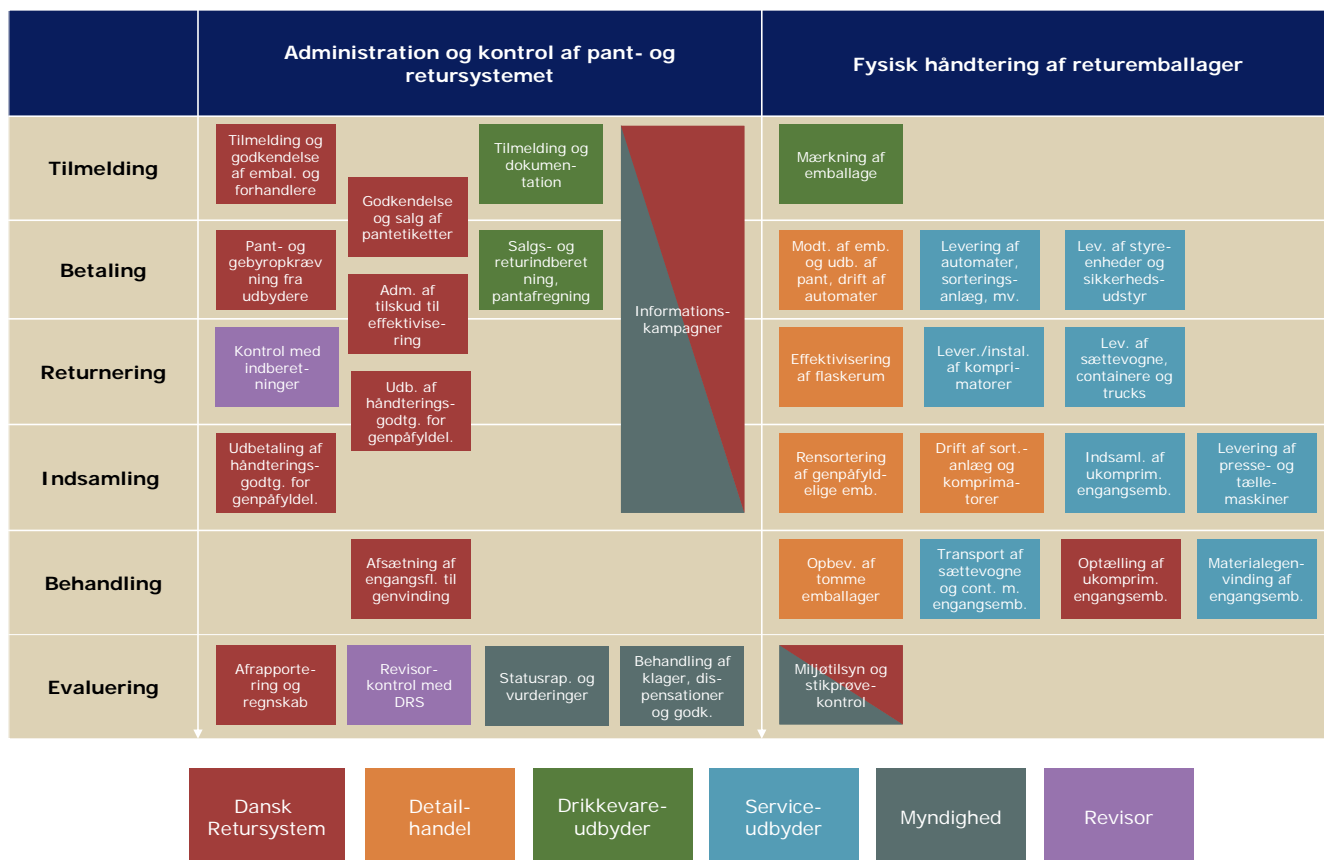 Administration og kontrol af pant- og
retursystemet
Fysisk håndtering af returemballager
Tilmelding
Tilmelding og
godkendelse
af embal. og
forhandlere
Godkendelse
og salg af
pantetiketter
Tilmelding og
dokumen-
tation
Informations-
kampagner
Mærkning af
emballage
Betaling
Pant- og
gebyropkræv
ning fra
udbydere
Adm. af
tilskud til
effektivise-
ring
Salgs- og
returindberet
ning,
pantafregning
Modt. af emb.
og udb. af
pant, drift af
automater
Levering af
automater,
sorterings-
anlæg, mv.
Lev. af styre-
enheder og
sikkerheds-
udstyr
Returnering
Kontrol med
indberet-
ninger
Udb. af
håndterings-
godtg. for
genpåfyldel.
Effektivisering
af flaskerum
Lever./instal.
af kompri-
matorer
Lev. af
sættevogne,
containere og
trucks
Indsamling
Udbetaling af
håndterings-
godtg. for
genpåfyldel.
Rensortering
af genpåfyld-
elige emb.
Drift af sort.-
anlæg og
komprima-
torer
Indsaml. af
ukomprim.
engangsemb.
Levering af
presse- og
tælle-
maskiner
Behandling
Afsætning af
engangsfl. til
genvinding
Opbev. af
tomme
emballager
Transport af
sættevogne
og cont. m.
engangsemb.
Optælling af
ukomprim.
engangsemb.
Materialegen-
vinding af
engangsemb.
Evaluering
Afrapporte-
ring og
regnskab
Revisor-
kontrol med
DRS
Statusrap. og
vurderinger
Behandling af
klager, dis-
pensationer
og godk.
Miljøtilsyn og
stikprøve-
kontrol
Dansk
Retursystem
Detail-
handel
Drikkevare-
udbyder
Service-
udbyder
Myndighed
Revisor